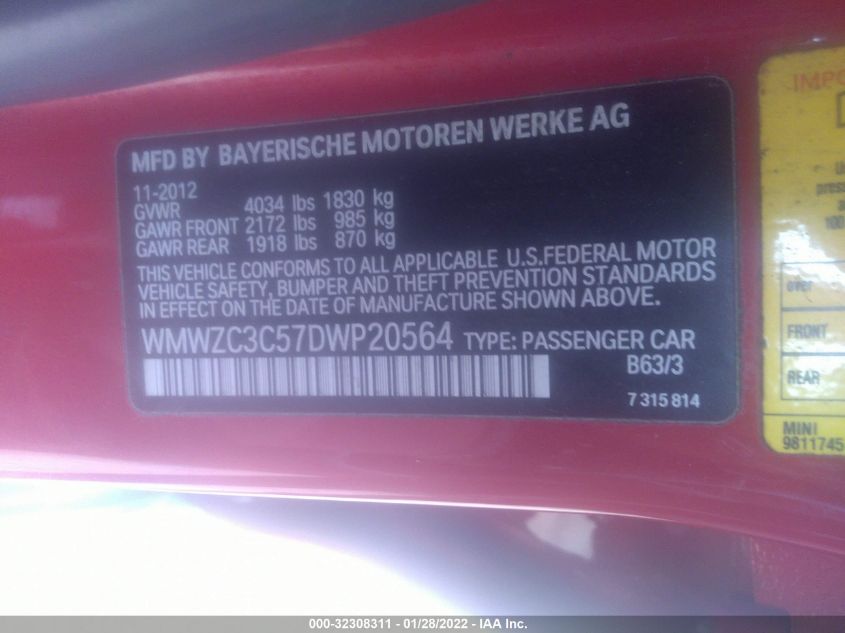 MFD BY BAYERISCHE MOTOREN WERKE AG
11-2012
GVWR 4034 lbs 1830 kg
GAWR FRONT 2172 lbs 985 kg
GAWR REAR 1918 lbs 870 kg
THIS VEHICLE CONFORMS TO ALL APPLICABLE U.S.FEDERAL MOTOR
VEHICLE SAFETY, BUMPER AND THEFT PREVENTION STANDARDS
IN EFFECT ON THE DATE OF MANUFACTURE SHOWN ABOVE.
WMWZC3C57DWP20564 TYPE: PASSENGER CAR
B63/3
7 315 814
over
FRONT
REAR
MINI
9811745
000-32308311 - 01/28/2022 - IAA Inc.